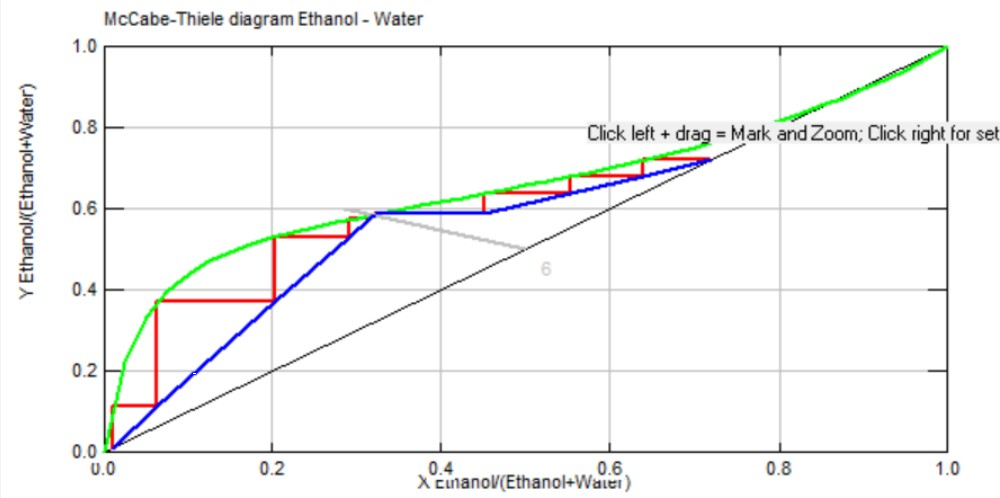 McCabe-Thiele diagram Ethanol - Water
Y Ethanol/(Ethanol+Water)
1.0
0.8
0.6
0.4
0.2
0.0
Click left + drag = Mark and Zoom; Click right for set
6
0.0 0.2 0.4 0.6 0.8 1.0
X Ethanol/(Ethanol+Water)